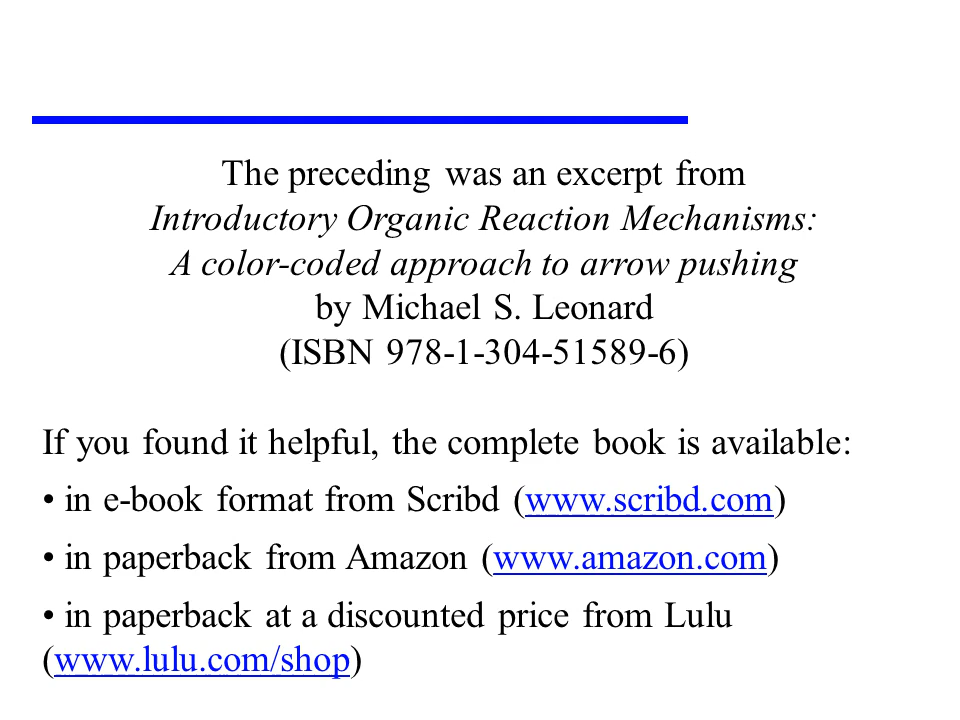 The preceding was an excerpt from
Introductory Organic Reaction Mechanisms:
A color-coded approach to arrow pushing
by Michael S. Leonard
(ISBN 978-1-304-51589-6)
If you found it helpful, the complete book is available:
• in e-book format from Scribd (www.scribd.com)
• in paperback from Amazon (www.amazon.com)
• in paperback at a discounted price from Lulu
(www.lulu.com/shop)